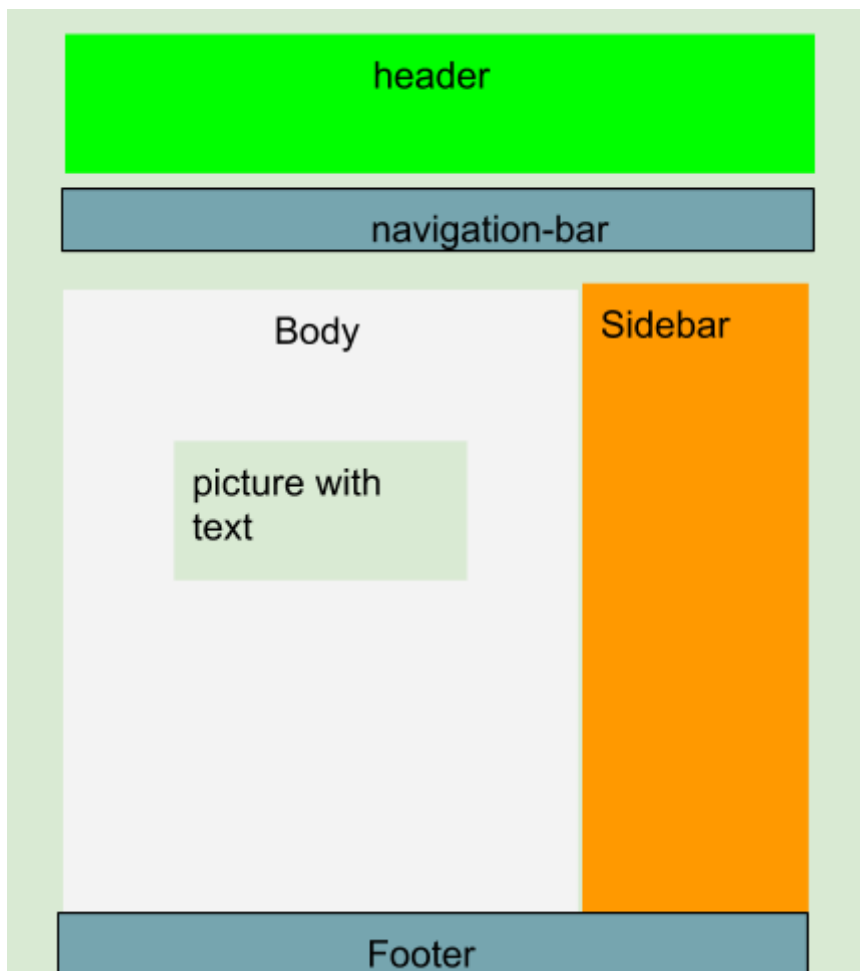 header
navigation-bar
Body
Sidebar
picture with
text
Footer